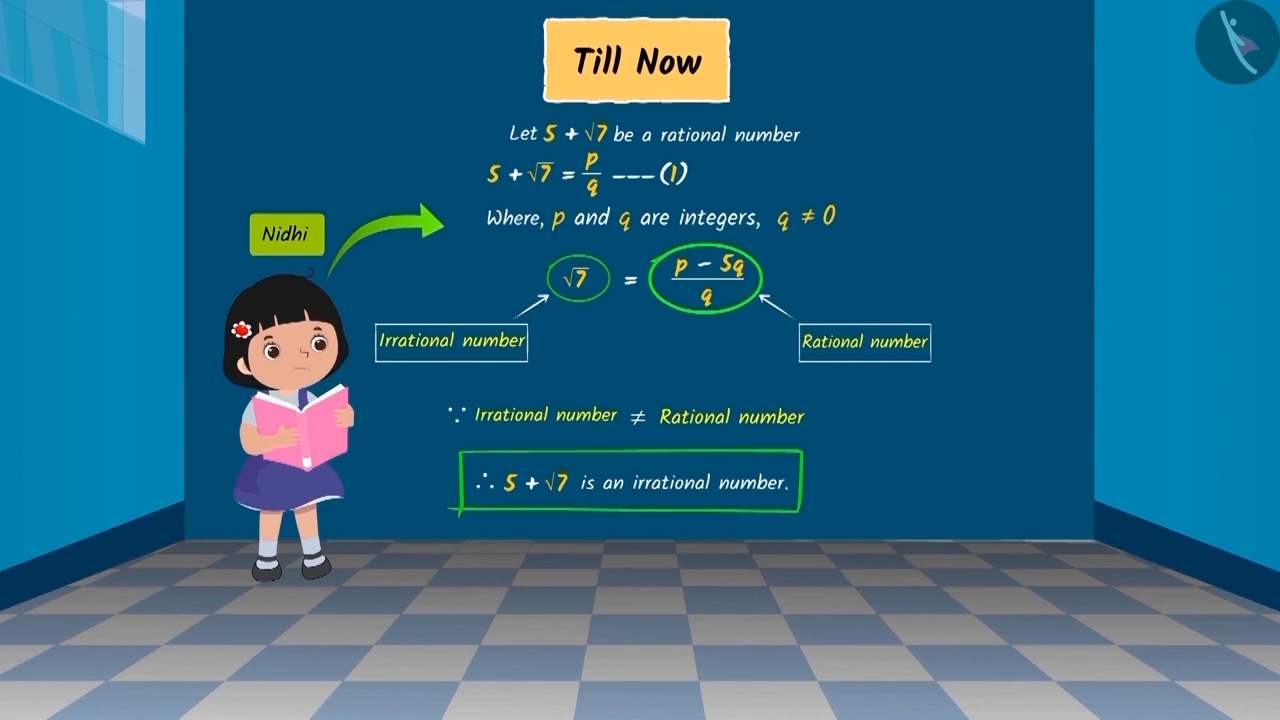 Till Now
Let 5 + √7 be a rational number
5 + √7 = p/q ---(1)
Where, p and q are integers, q ≠ 0
Nidhi
√7 = (p - 5q)/q
Irrational number
Rational number
∵ Irrational number ≠ Rational number
∴ 5 + √7 is an irrational number.